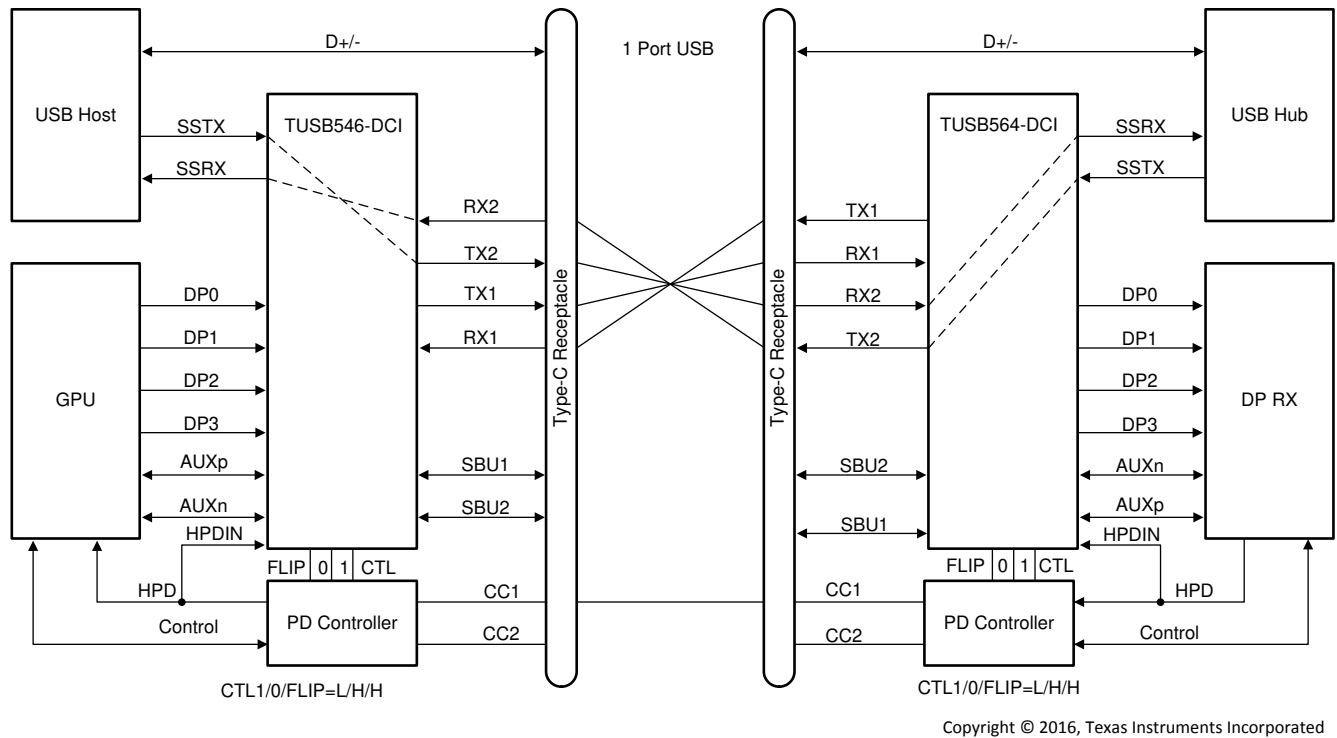 D+/-
1 Port USB
D+/-
USB Host
TUSB546-DCI
TUSB564-DCI
USB Hub
SSTX
SSRX
SSRX
SSTX
RX2
TX2
TX1
RX1
TX1
RX1
RX2
TX2
Type-C Receptacle
Type-C Receptacle
GPU
DP0
DP1
DP2
DP3
AUXp
AUXn
HPDIN
SBU1
SBU2
SBU2
SBU1
DP0
DP1
DP2
DP3
AUXn
AUXp
HPDIN
DP RX
FLIP 0 1 CTL
FLIP 0 1 CTL
HPD
Control
PD Controller
CC1
CC2
CC1
CC2
PD Controller
HPD
Control
CTL1/0/FLIP=L/H/H
CTL1/0/FLIP=L/H/H
Copyright © 2016, Texas Instruments Incorporated